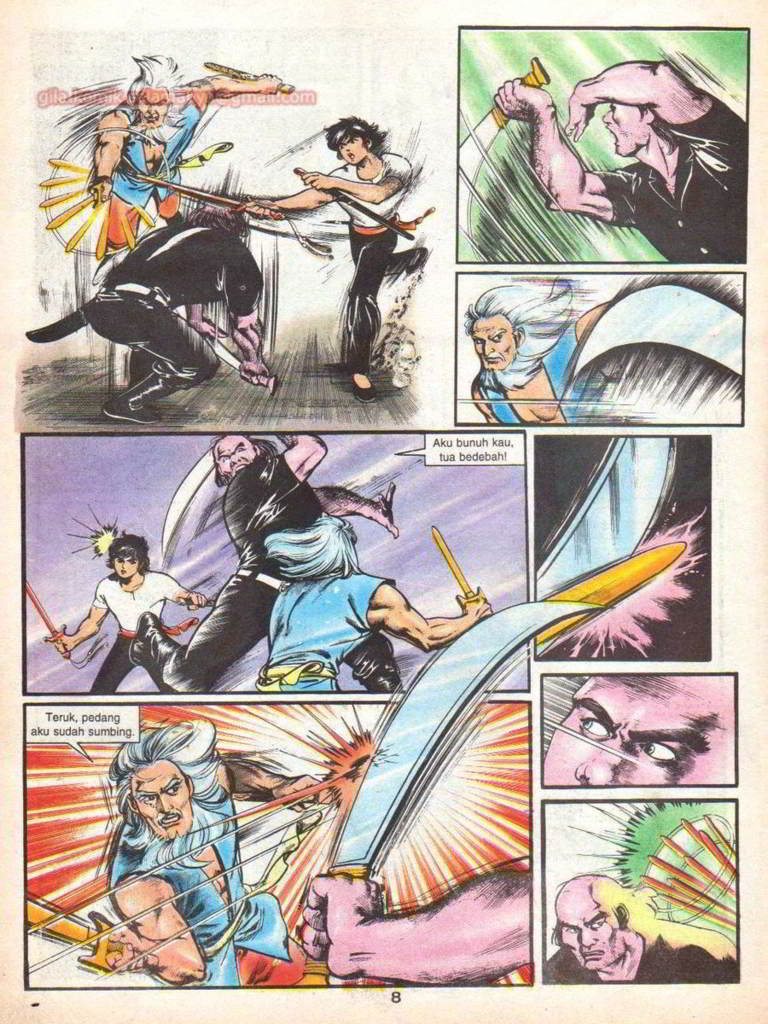 Aku bunuh kau,
tua bedebah!
Teruk, pedang
aku sudah sumbing.
8